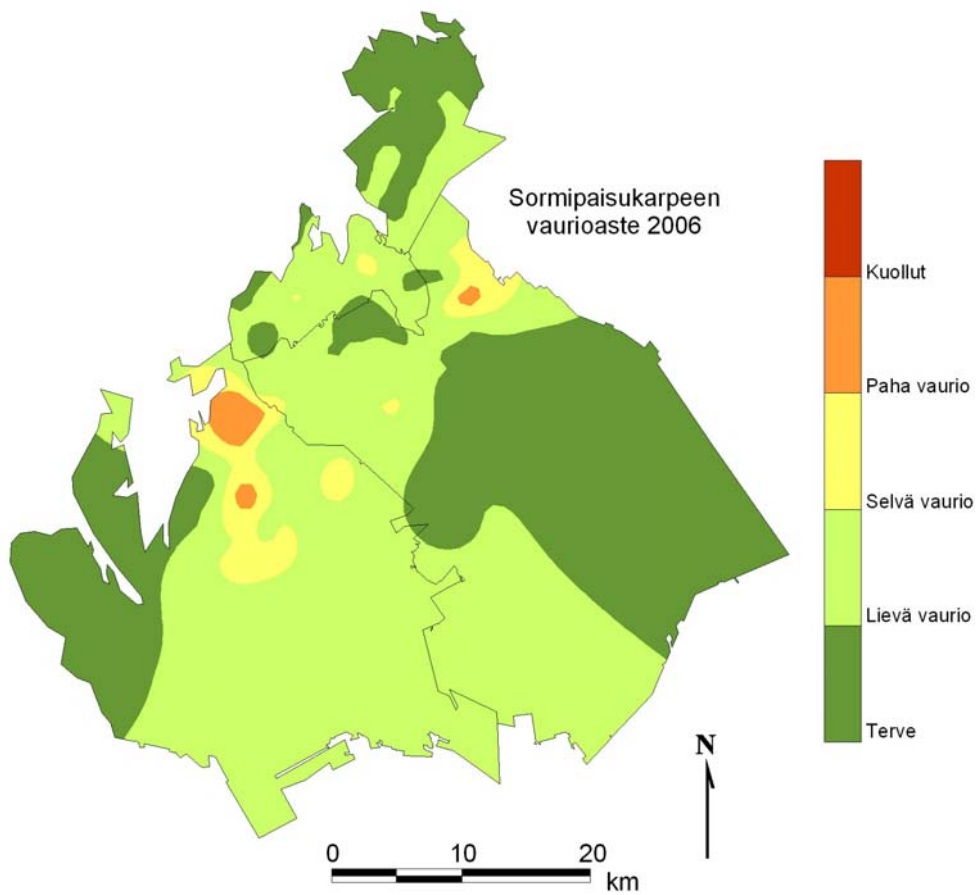 Sormipaisukarpeen
vaurioaste 2006
Kuollut
Paha vaurio
Selvä vaurio
Lievä vaurio
Terve
N
0 10 20
km